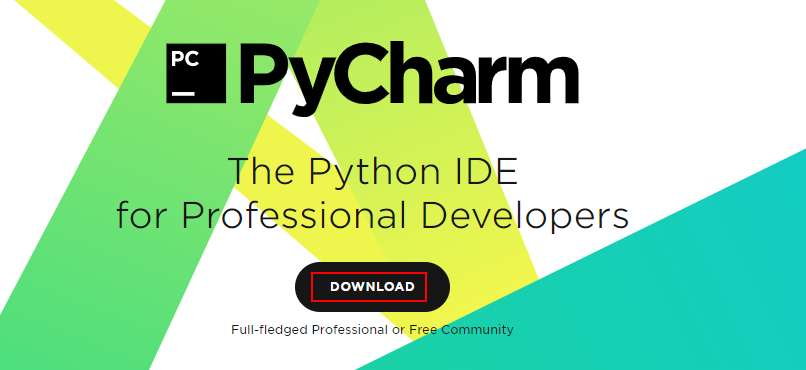 PC
PyCharm
The Python IDE
for Professional Developers
DOWNLOAD
Full-fledged Professional or Free Community